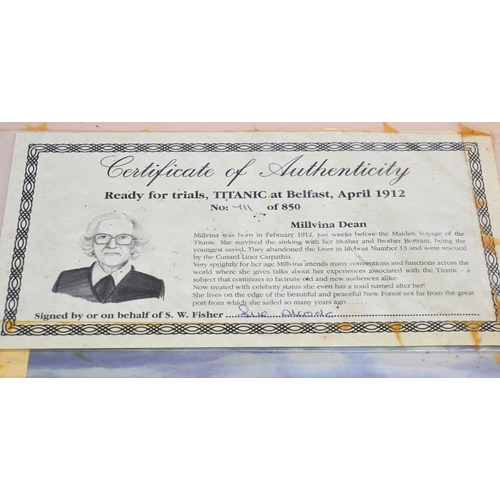 Certificate of Authenticity
Ready for trials, TITANIC at Belfast, April 1912
No: 411 of 850
Millvina Dean
Millvina was born in February 1912, just weeks before the Maiden Voyage of the
Titanic. She survived the sinking with her Mother and Brother Bertram, being the
youngest saved. They abandoned the Liner in lifeboat Number 13 and were rescued
by the Cunard Liner Carpathia.
Very sprightly for her age Millvina attends many conventions and functions across the
world where she gives talks about her experiences associated with the Titanic - a
subject that continues to facinate old and new audiences alike.
Now treated with celebrity status she even has a road named after her!
She lives on the edge of the beautiful and peaceful New Forest not far from the great
port from which she sailed so many years ago . . . . .
Signed by or on behalf of S. W. Fisher